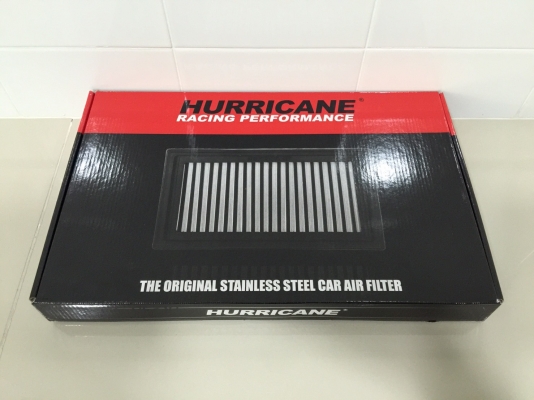 HURRICANE®
RACING PERFORMANCE
THE ORIGINAL STAINLESS STEEL CAR AIR FILTER
HURRICANE